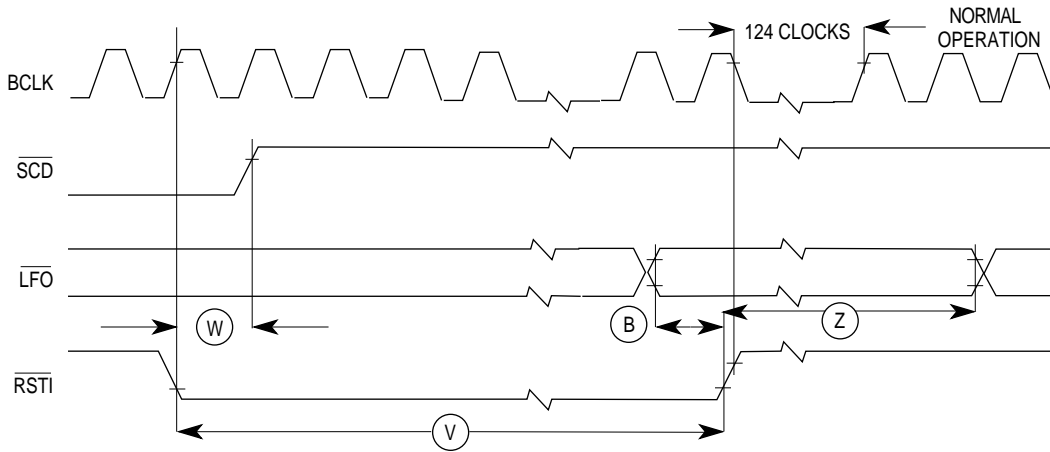 124 CLOCKS
NORMAL
OPERATION
BCLK
SCD
LFO
W
B
Z
RSTI
V